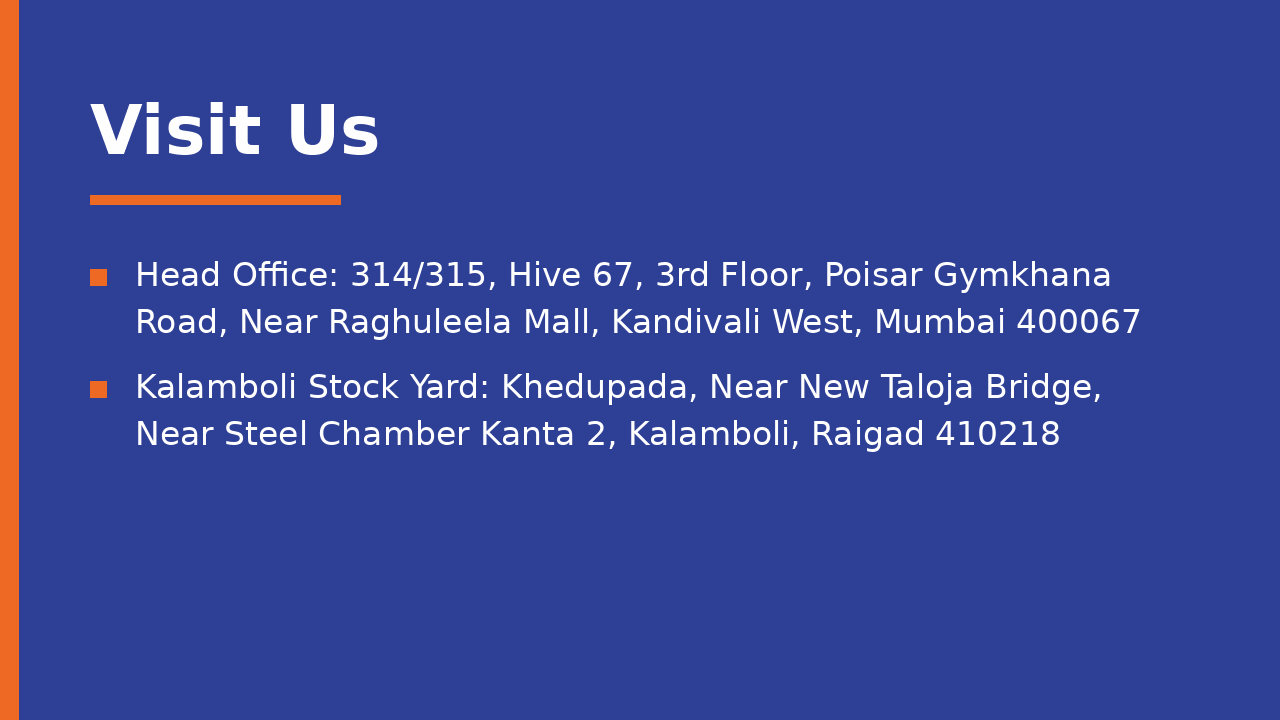 Visit Us
Head Office: 314/315, Hive 67, 3rd Floor, Poisar Gymkhana
Road, Near Raghuleela Mall, Kandivali West, Mumbai 400067
Kalamboli Stock Yard: Khedupada, Near New Taloja Bridge,
Near Steel Chamber Kanta 2, Kalamboli, Raigad 410218